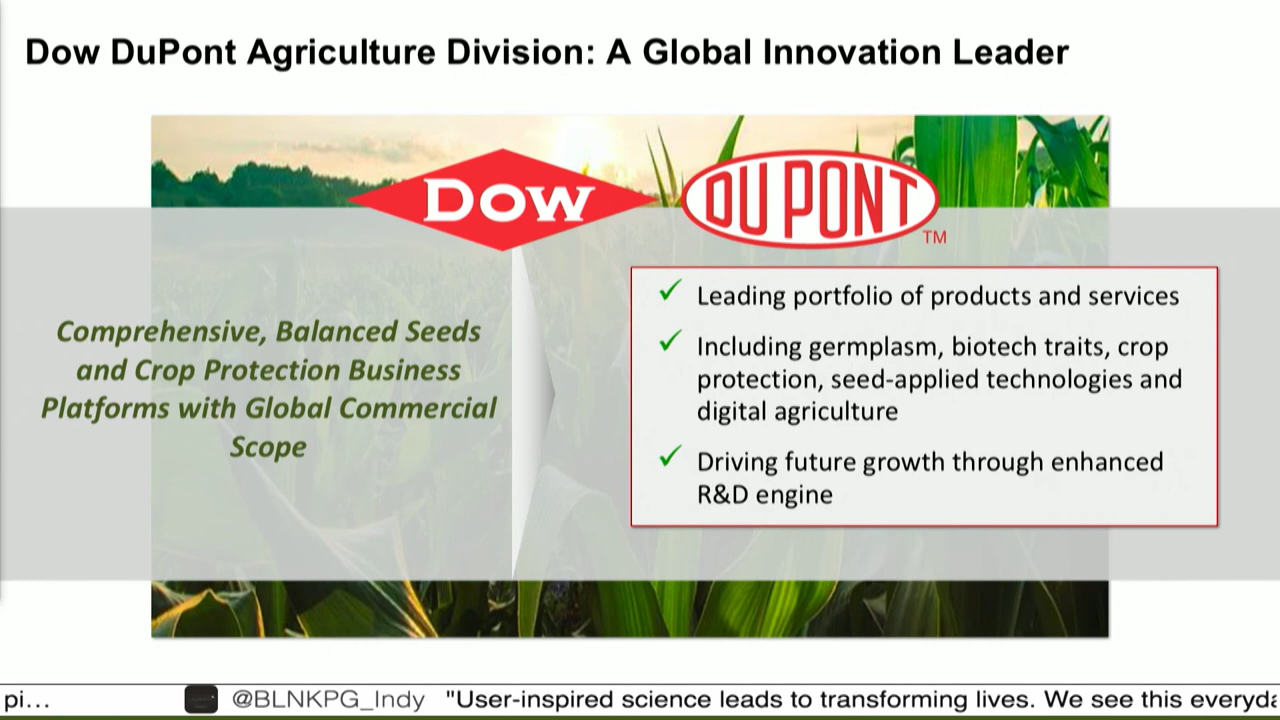 Dow DuPont Agriculture Division: A Global Innovation Leader
DOW
DU PONT
TM
Comprehensive, Balanced Seeds
and Crop Protection Business
Platforms with Global Commercial
Scope
✓ Leading portfolio of products and services
✓ Including germplasm, biotech traits, crop
protection, seed-applied technologies and
digital agriculture
✓ Driving future growth through enhanced
R&D engine
pi… @BLNKPG_Indy "User-inspired science leads to transforming lives. We see this everyda